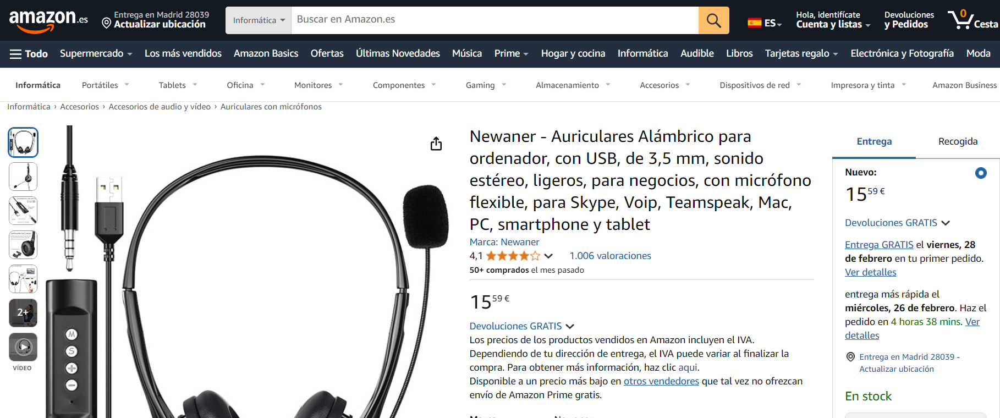 amazon.es
Entrega en Madrid 28039
Actualizar ubicación
Informática
Buscar en Amazon.es
ES
Hola, identifícate
Cuenta y listas
Devoluciones
y Pedidos
0
Cesta
Todo
Supermercado
Los más vendidos
Amazon Basics
Ofertas
Últimas Novedades
Música
Prime
Hogar y cocina
Informática
Audible
Libros
Tarjetas regalo
Electrónica y Fotografía
Moda
Informática
Portátiles
Tablets
Oficina
Monitores
Componentes
Gaming
Almacenamiento
Accesorios
Dispositivos de red
Impresora y tinta
Amazon Business
Informática › Accesorios › Accesorios de audio y vídeo › Auriculares con micrófonos
2+
VÍDEO
M
S
+
-
Newaner - Auriculares Alámbrico para
ordenador, con USB, de 3,5 mm, sonido
estéreo, ligeros, para negocios, con micrófono
flexible, para Skype, Voip, Teamspeak, Mac,
PC, smartphone y tablet
Marca: Newaner
4,1
1.006 valoraciones
50+ comprados el mes pasado
1559 €
Devoluciones GRATIS
Los precios de los productos vendidos en Amazon incluyen el IVA.
Dependiendo de tu dirección de entrega, el IVA puede variar al finalizar la
compra. Para obtener más información, haz clic aqui.
Disponible a un precio más bajo en otros vendedores que tal vez no ofrezcan
envío de Amazon Prime gratis.
Entrega
Recogida
Nuevo:
1559 €
Devoluciones GRATIS
Entrega GRATIS el viernes, 28
de febrero en tu primer pedido.
Ver detalles
entrega más rápida el
miércoles, 26 de febrero. Haz el
pedido en 4 horas 38 mins. Ver
detalles
Entrega en Madrid 28039 -
Actualizar ubicación
En stock